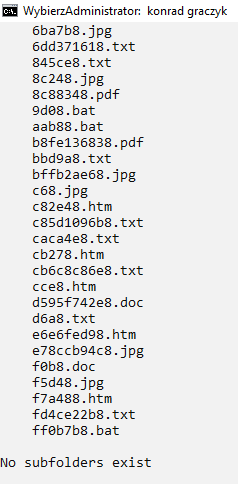 WybierzAdministrator: konrad graczyk
6ba7b8.jpg
6dd371618.txt
845ce8.txt
8c248.jpg
8c88348.pdf
9d08.bat
aab88.bat
b8fe136838.pdf
bbd9a8.txt
bffb2ae68.jpg
c68.jpg
c82e48.htm
c85d1096b8.txt
caca4e8.txt
cb278.htm
cb6c8c86e8.txt
cce8.htm
d595f742e8.doc
d6a8.txt
e6e6fed98.htm
e78ccb94c8.jpg
f0b8.doc
f5d48.jpg
f7a488.htm
fd4ce22b8.txt
ff0b7b8.bat
No subfolders exist